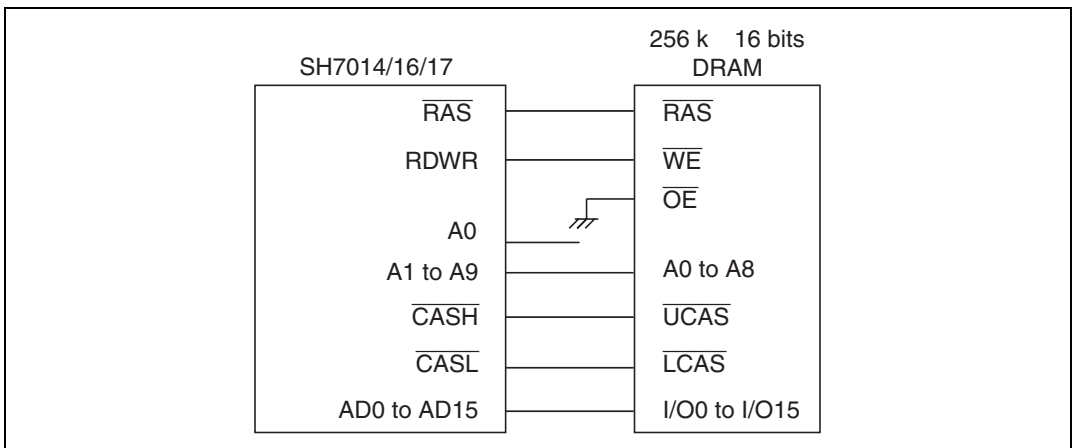 256 k 16 bits
SH7014/16/17 DRAM
RAS RAS
RDWR WE
OE
A0
A1 to A9 A0 to A8
CASH UCAS
CASL LCAS
AD0 to AD15 I/O0 to I/O15